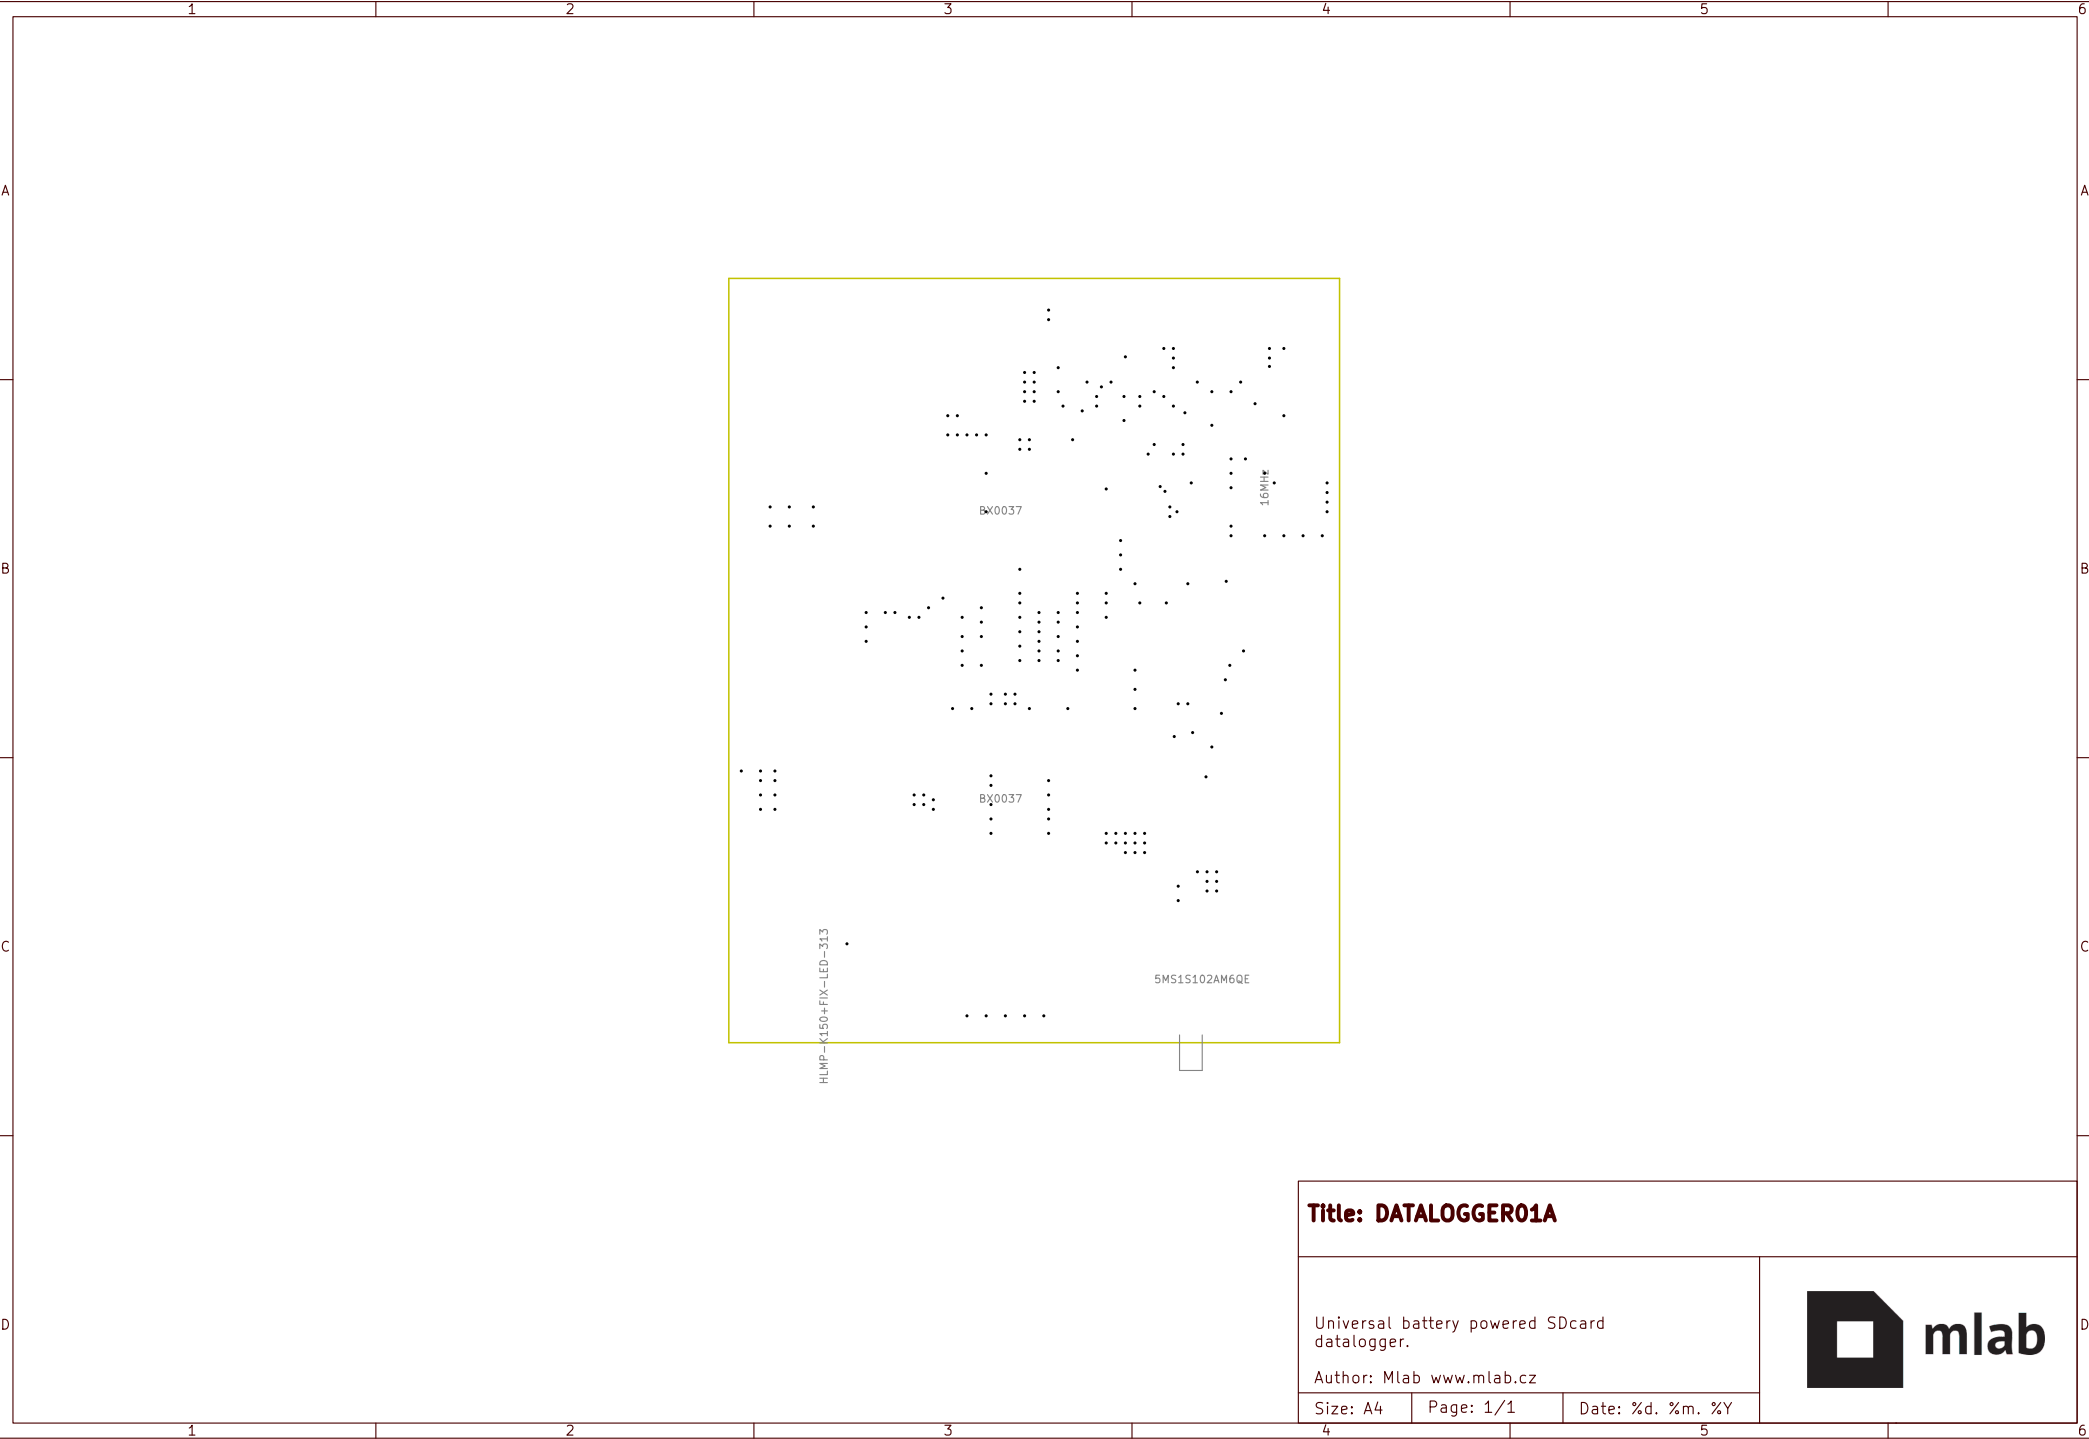 1 2 3 4 5 6
A A
16MHz
BX0037
B B
BX0037
C C
HLMP-K150+FIX-LED-313
5MS1S102AM6QE
Title: DATALOGGER01A
Universal battery powered SDcard
datalogger.
D D
mlab
Author: Mlab www.mlab.cz
Size: A4 Page: 1/1 Date: %d. %m. %Y
1 2 3 4 5 6